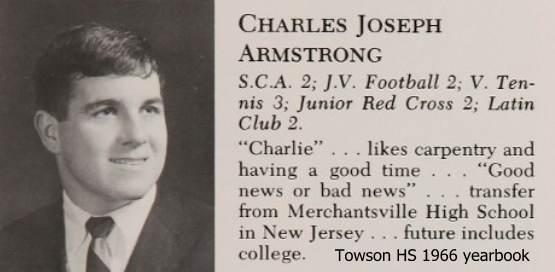 CHARLES JOSEPH
ARMSTRONG
S.C.A. 2; J.V. Football 2; V. Ten-
nis 3; Junior Red Cross 2; Latin
Club 2.
"Charlie" . . . likes carpentry and
having a good time . . . "Good
news or bad news" . . . transfer
from Merchantsville High School
in New Jersey . . . future includes
college.
Towson HS 1966 yearbook